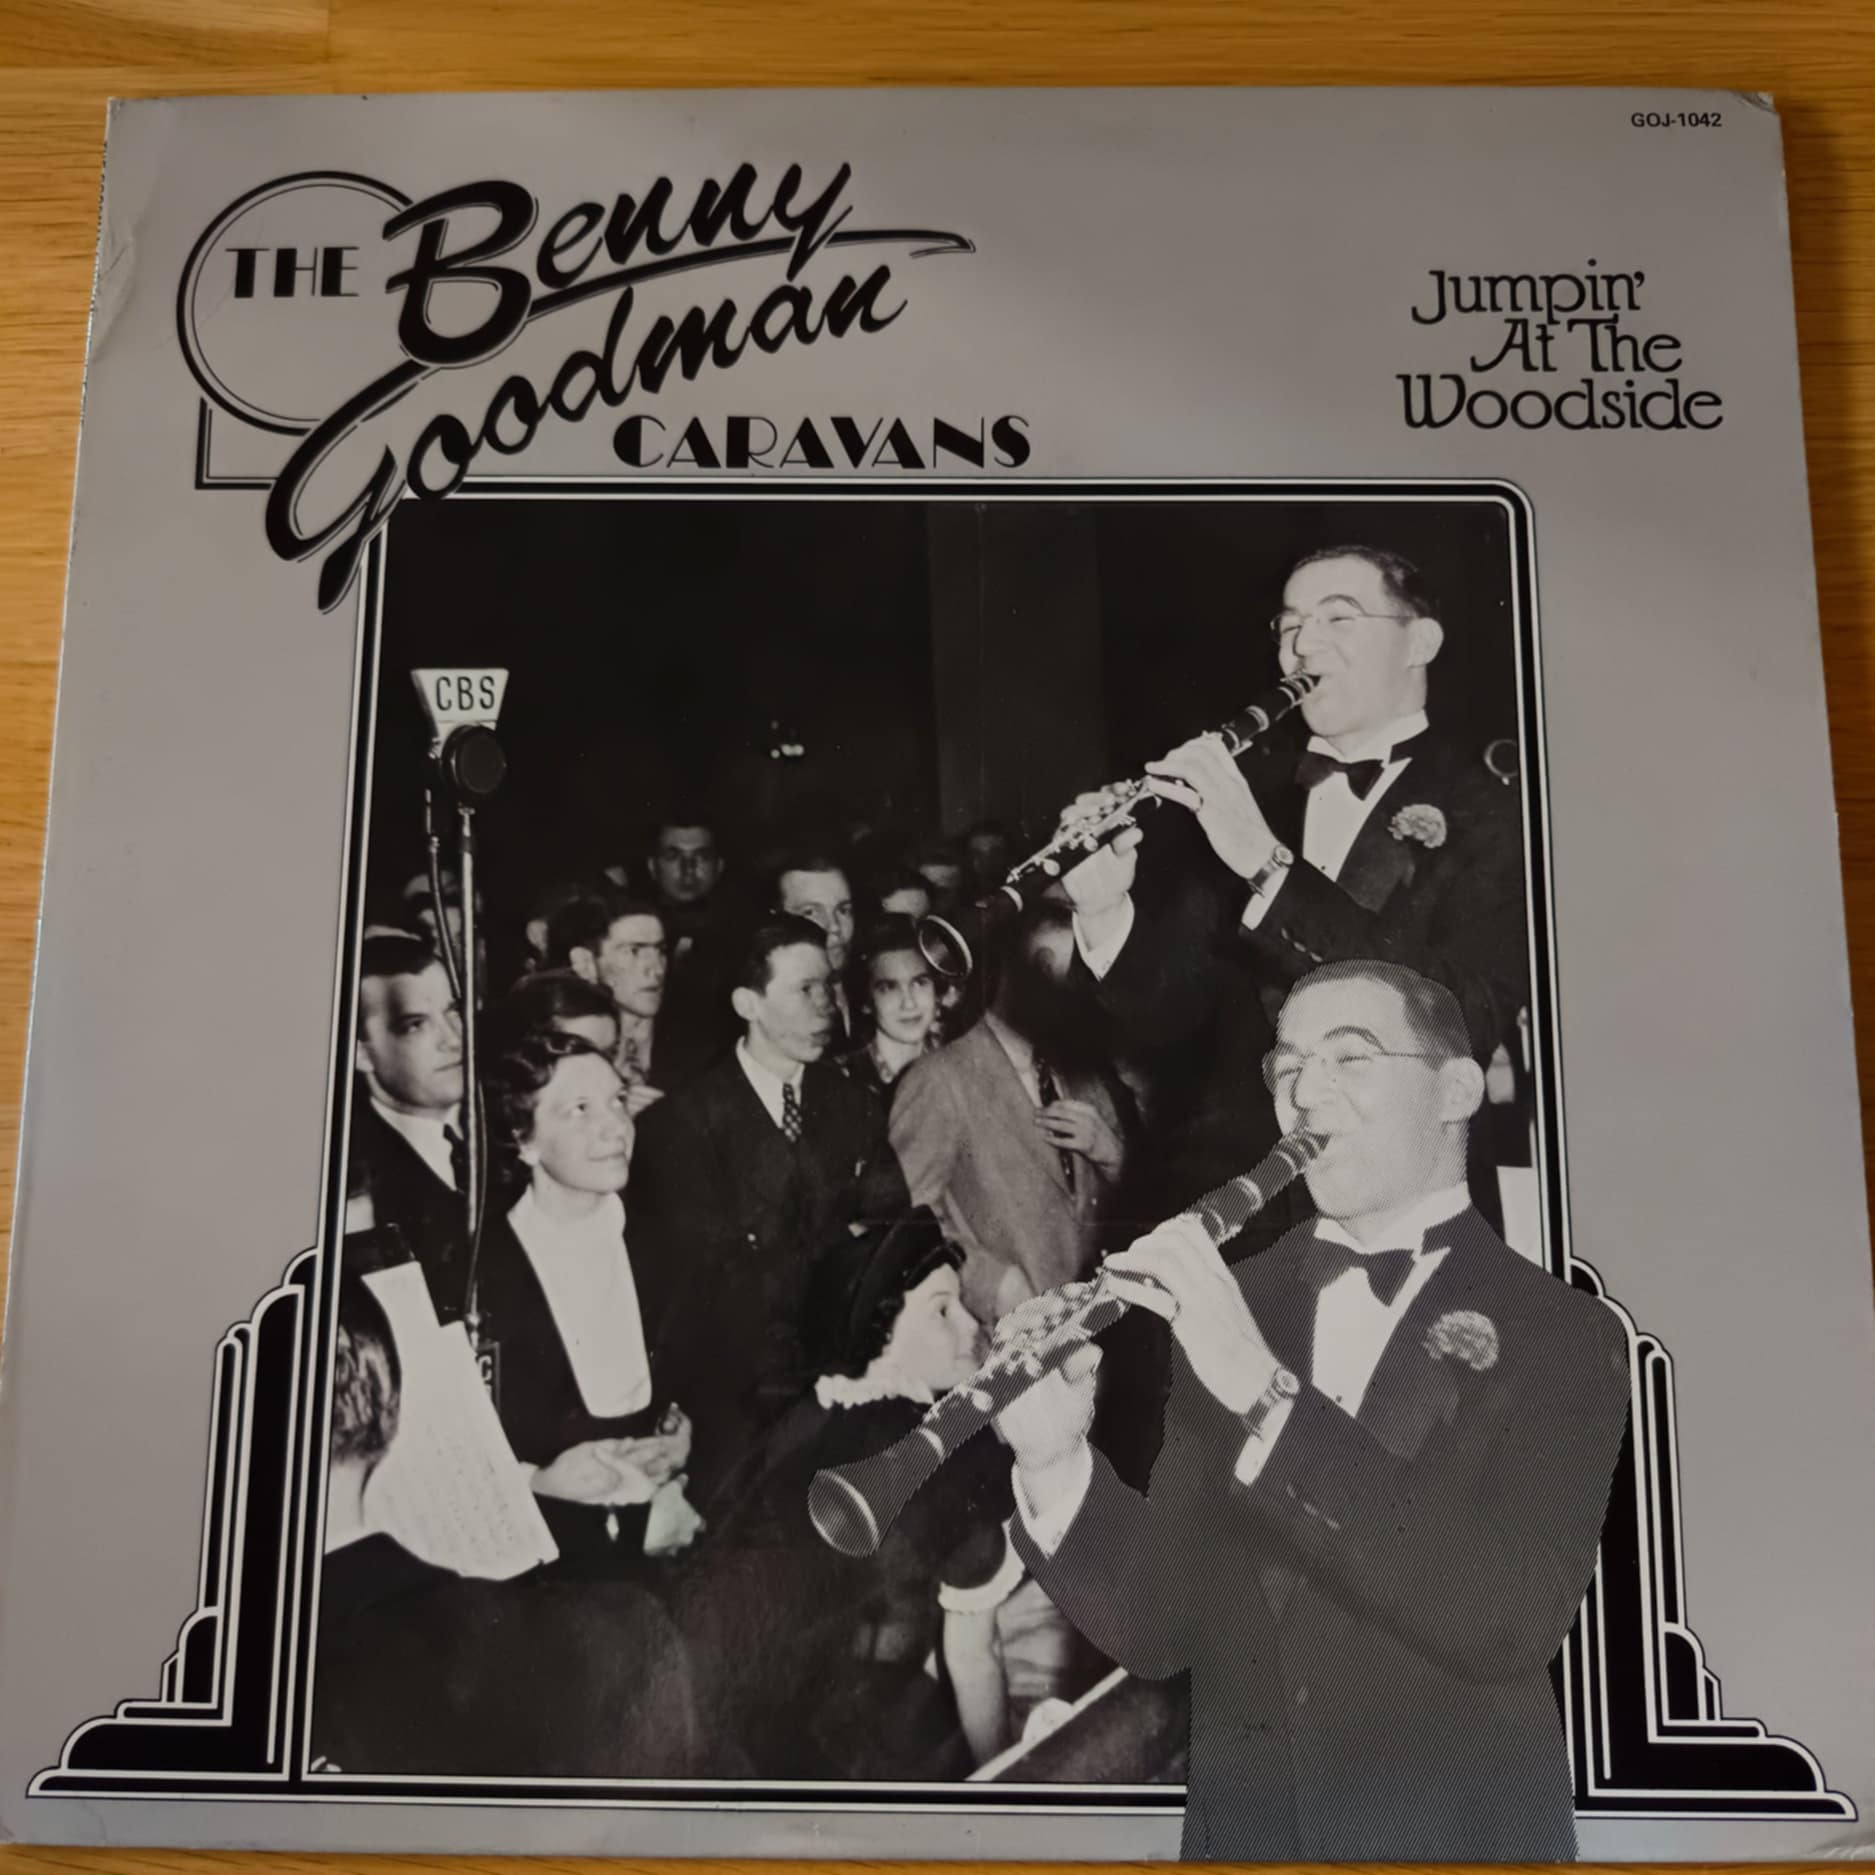 GOJ-1042
THE Benny
Goodman
CARAVANS
Jumpin'
At The
Woodside
CBS